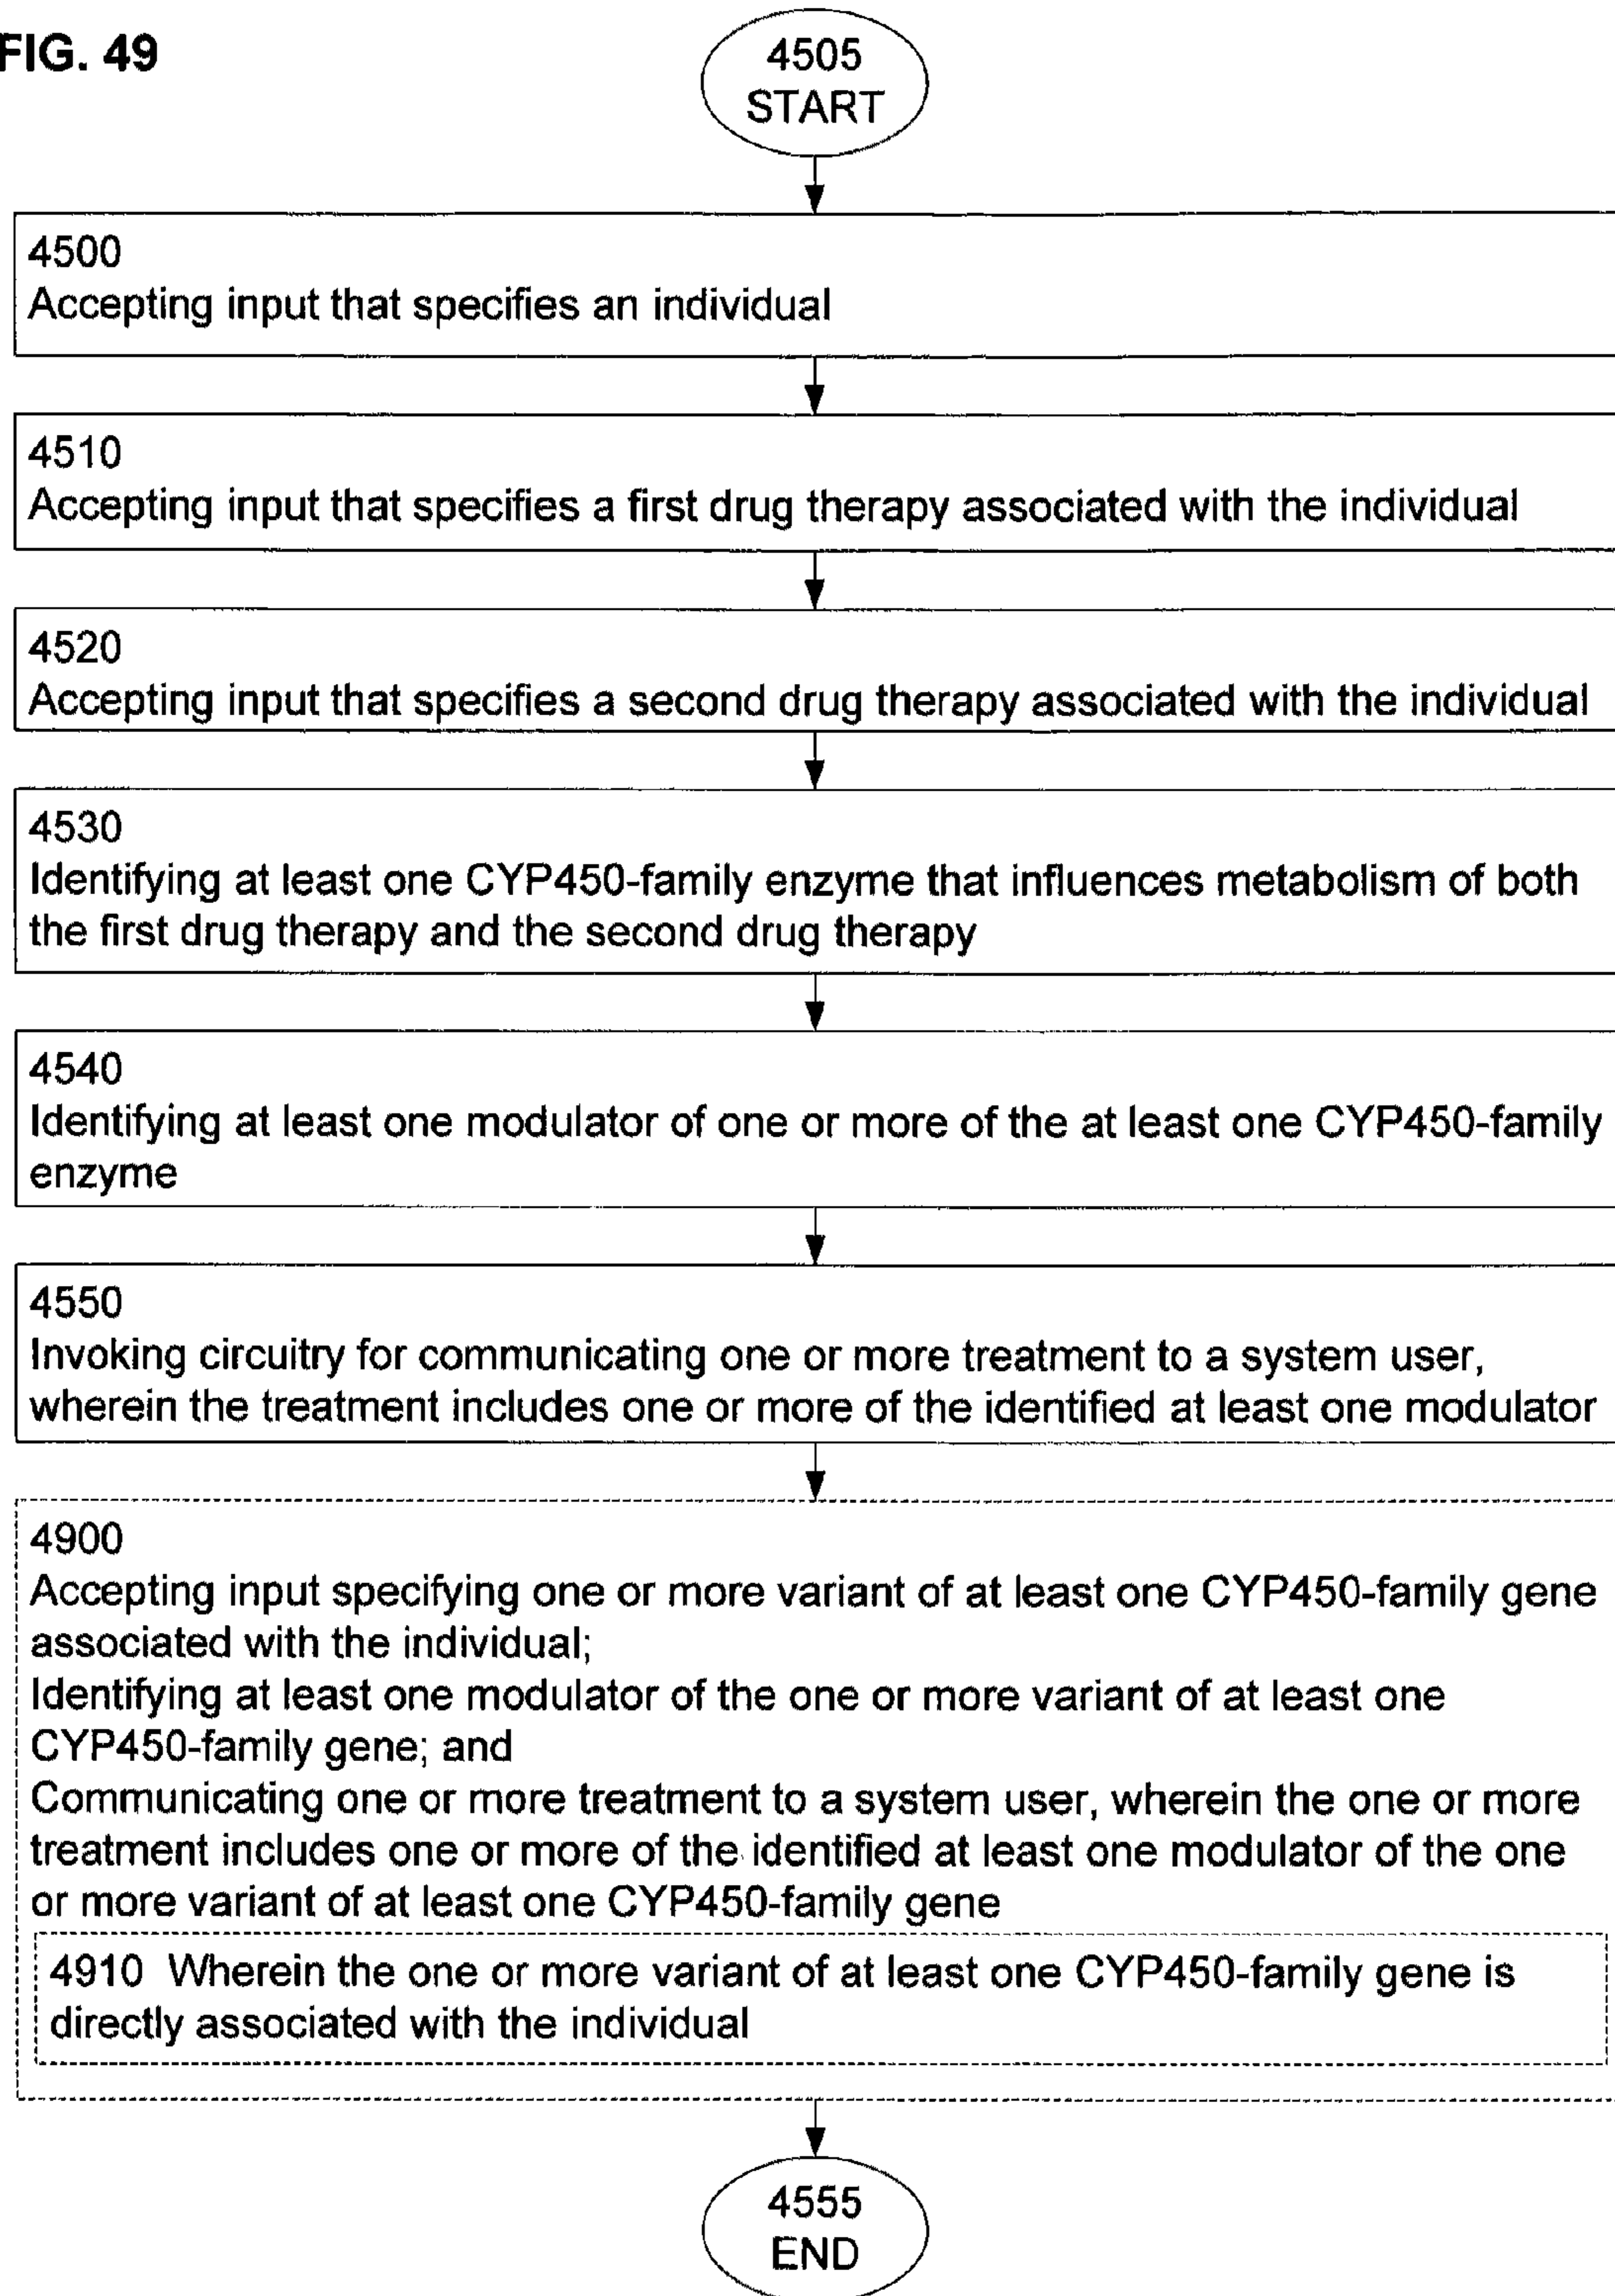 FIG. 49
4505
START
4500
Accepting input that specifies an individual
4510
Accepting input that specifies a first drug therapy associated with the individual
4520
Accepting input that specifies a second drug therapy associated with the individual
4530
Identifying at least one CYP450-family enzyme that influences metabolism of both
the first drug therapy and the second drug therapy
4540
Identifying at least one modulator of one or more of the at least one CYP450-family
enzyme
4550
Invoking circuitry for communicating one or more treatment to a system user,
wherein the treatment includes one or more of the identified at least one modulator
4900
Accepting input specifying one or more variant of at least one CYP450-family gene
associated with the individual;
Identifying at least one modulator of the one or more variant of at least one
CYP450-family gene; and
Communicating one or more treatment to a system user, wherein the one or more
treatment includes one or more of the identified at least one modulator of the one
or more variant of at least one CYP450-family gene
4910 Wherein the one or more variant of at least one CYP450-family gene is
directly associated with the individual
4555
END